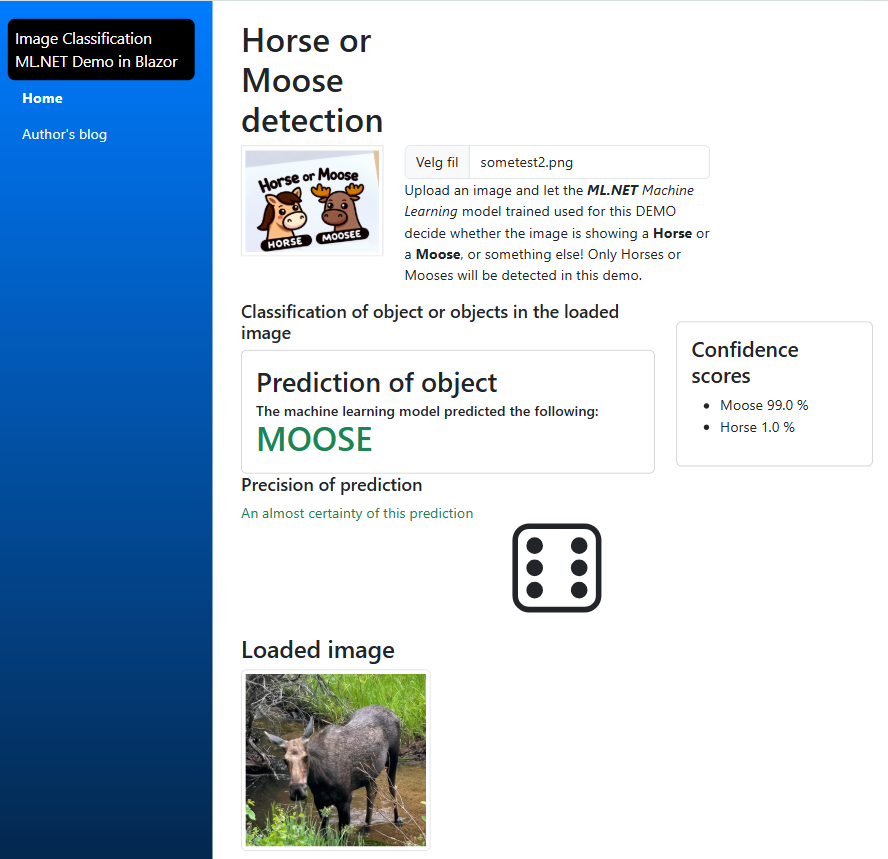 Image Classification
ML.NET Demo in Blazor
Home
Author's blog
Horse or
Moose
detection
Horse or Moose
HORSE
MOOSEE
Velg fil
sometest2.png
Upload an image and let the ML.NET Machine
Learning model trained used for this DEMO
decide whether the image is showing a Horse or
a Moose, or something else! Only Horses or
Mooses will be detected in this demo.
Classification of object or objects in the loaded
image
Prediction of object
The machine learning model predicted the following:
MOOSE
Confidence
scores
Moose 99.0 %
Horse 1.0 %
Precision of prediction
An almost certainty of this prediction
Loaded image